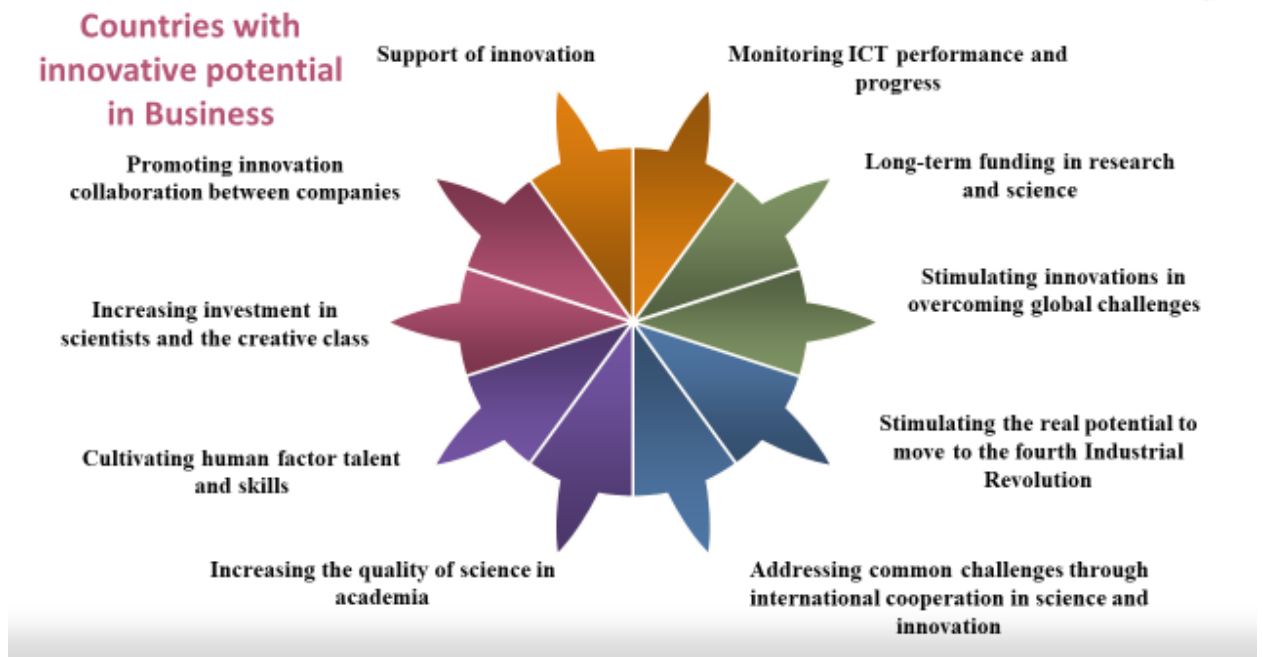 Countries with
innovative potential
in Business
Support of innovation
Monitoring ICT performance and
progress
Long-term funding in research
and science
Stimulating innovations in
overcoming global challenges
Stimulating the real potential to
move to the fourth Industrial
Revolution
Addressing common challenges through
international cooperation in science and
innovation
Increasing the quality of science in
academia
Cultivating human factor talent
and skills
Increasing investment in
scientists and the creative class
Promoting innovation
collaboration between companies